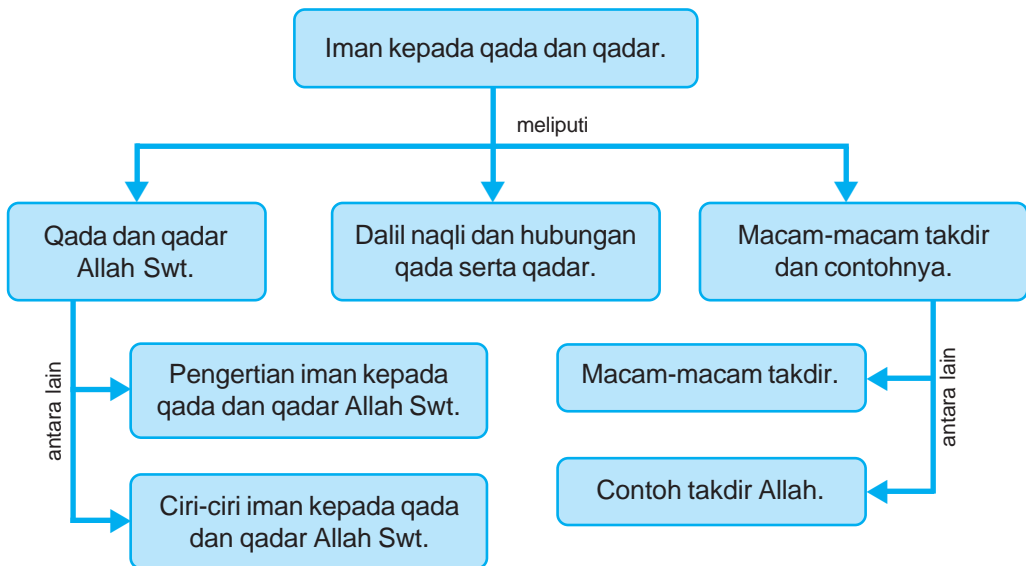 Iman kepada qada dan qadar.
meliputi
Qada dan qadar
Allah Swt.
Dalil naqli dan hubungan
qada serta qadar.
Macam-macam takdir
dan contohnya.
antara lain
Pengertian iman kepada
qada dan qadar Allah Swt.
Ciri-ciri iman kepada qada
dan qadar Allah Swt.
Macam-macam takdir.
Contoh takdir Allah.
antara lain